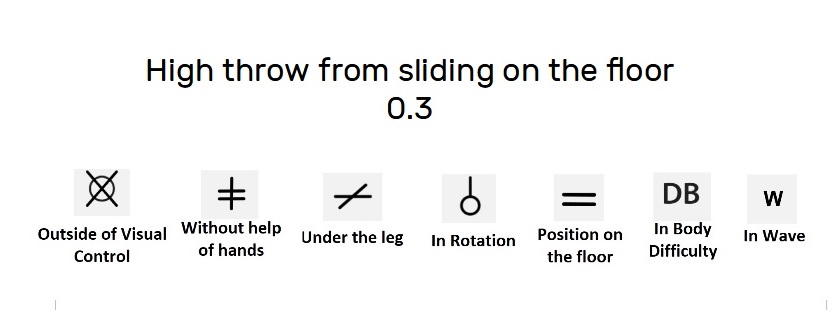 High throw from sliding on the floor
0.3
DB
W
Outside of Visual
Control
Without help
of hands
Under the leg
In Rotation
Position on
the floor
In Body
Difficulty
In Wave